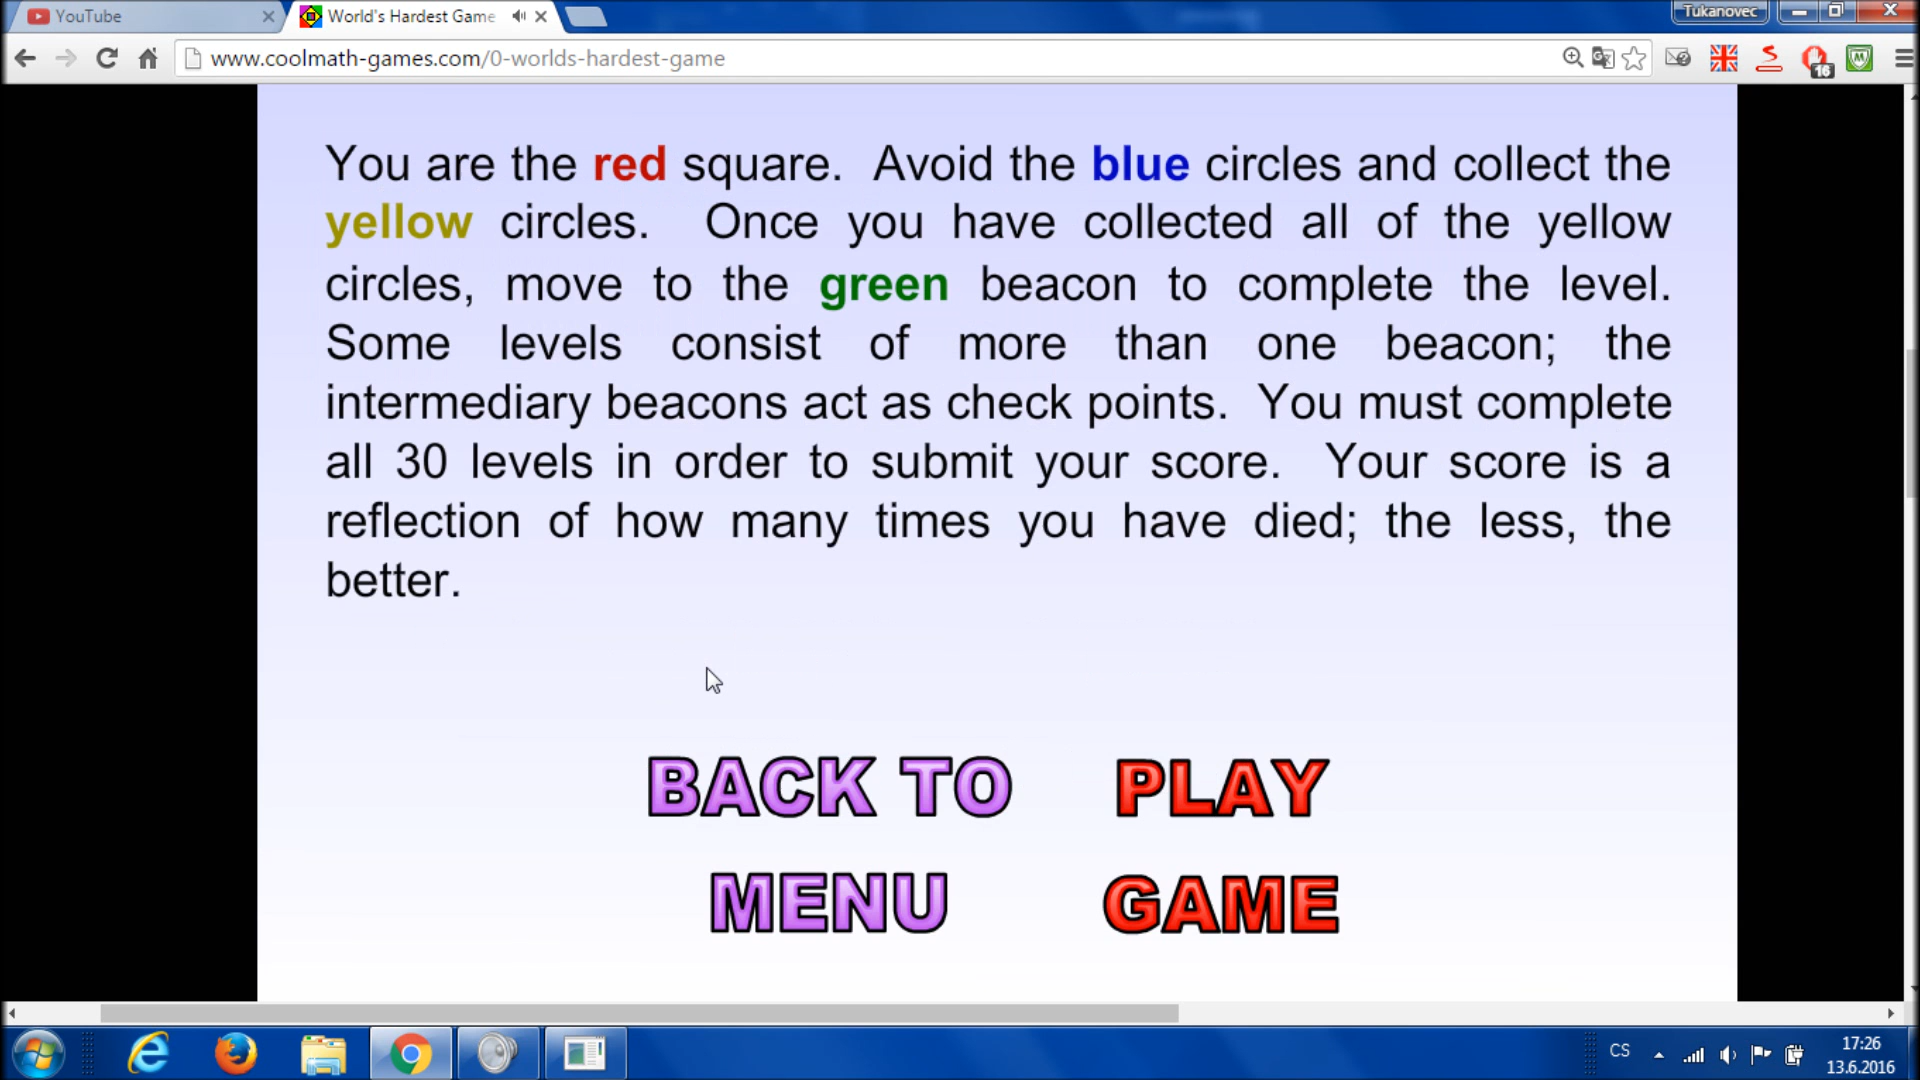 YouTube
World's Hardest Game
Tukanovec
www.coolmath-games.com/0-worlds-hardest-game
16
You are the red square. Avoid the blue circles and collect the
yellow circles. Once you have collected all of the yellow
circles, move to the green beacon to complete the level.
Some levels consist of more than one beacon; the
intermediary beacons act as check points. You must complete
all 30 levels in order to submit your score. Your score is a
reflection of how many times you have died; the less, the
better.
BACK TO
MENU
PLAY
GAME
CS
17:26
13.6.2016